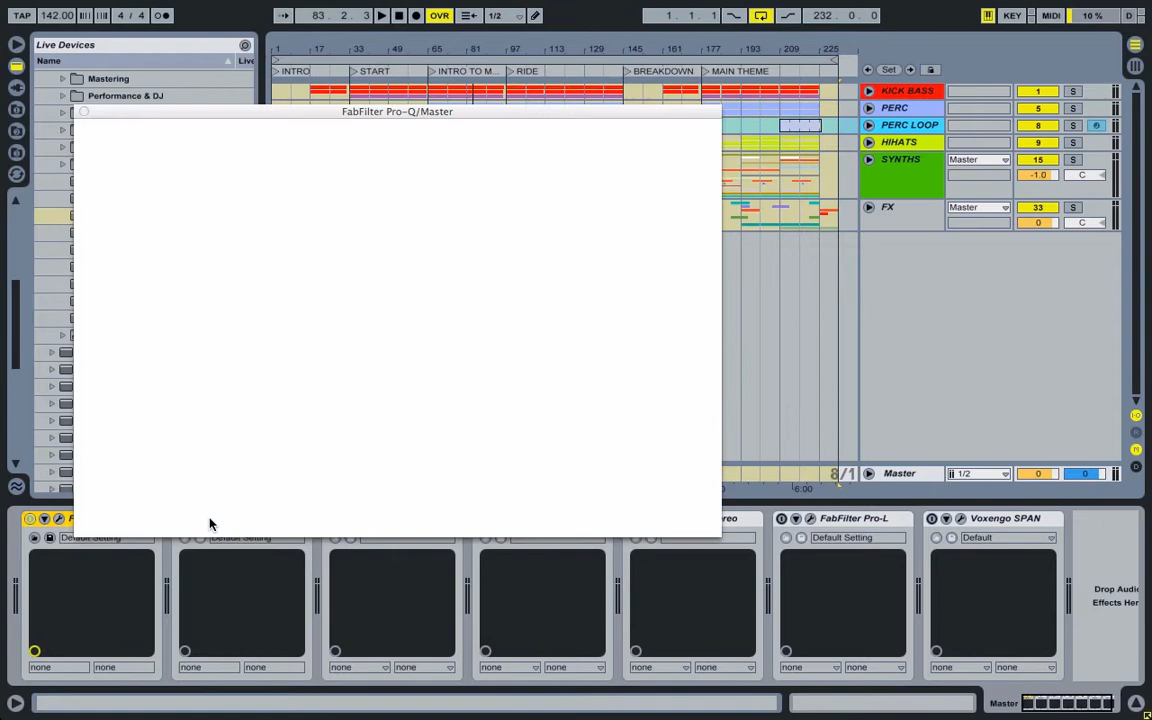 TAP 142.00 4 / 4 83. 2. 3 OVR 1/2 1. 1. 1 232. 0. 0 KEY MIDI 10 % D
Live Devices
Name Live
Mastering
Performance & DJ
1 17 33 49 65 81 97 113 129 145 161 177 193 209 225
INTRO START INTRO TO M... RIDE BREAKDOWN MAIN THEME
Set
FabFilter Pro-Q/Master
KICK BASS 1 S
PERC 5 S
PERC LOOP 8 S
HIHATS 9 S
SYNTHS Master 15 S
-1.0 C
FX Master 33 S
0 C
8/1 Master 1/2 0 0
6:00
F reo FabFilter Pro-L Voxengo SPAN
Default Setting Default Setting Default Setting Default
Drop Audi
Effects Her
none none none none none none none none none none none none none none
Master